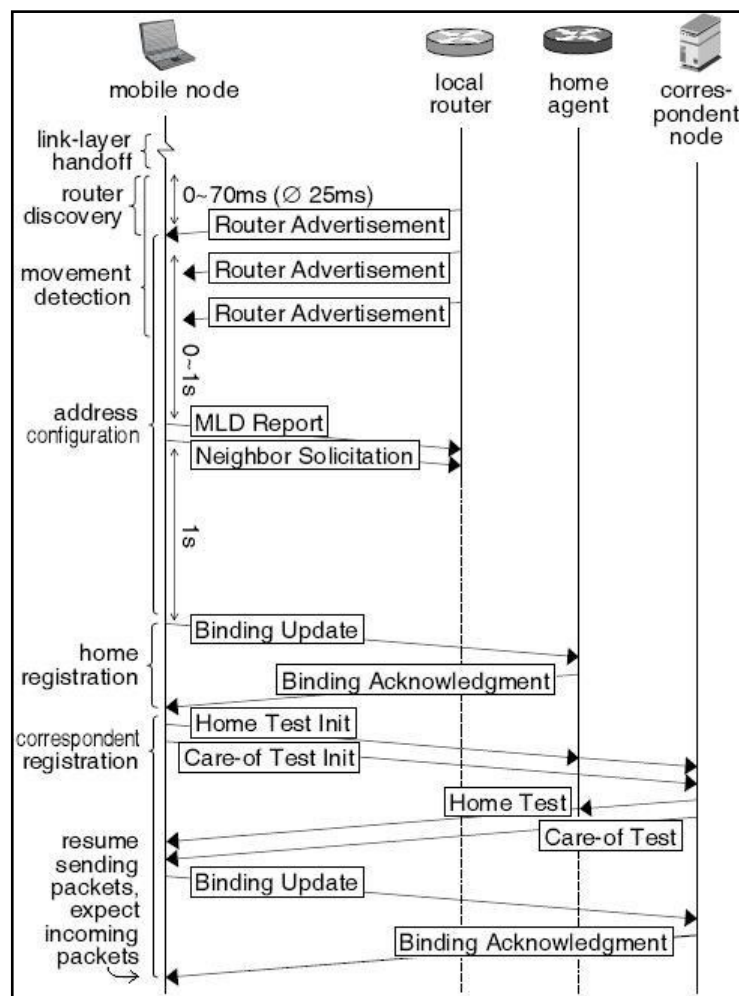 mobile node
local
router
home
agent
corres-
pondent
node
link-layer
handoff
router
discovery
0~70ms (∅ 25ms)
Router Advertisement
movement
detection
Router Advertisement
Router Advertisement
0~1s
address
configuration
MLD Report
Neighbor Solicitation
1s
Binding Update
home
registration
Binding Acknowledgment
Home Test Init
correspondent
registration
Care-of Test Init
Home Test
Care-of Test
resume
sending
packets,
expect
incoming
packets
Binding Update
Binding Acknowledgment